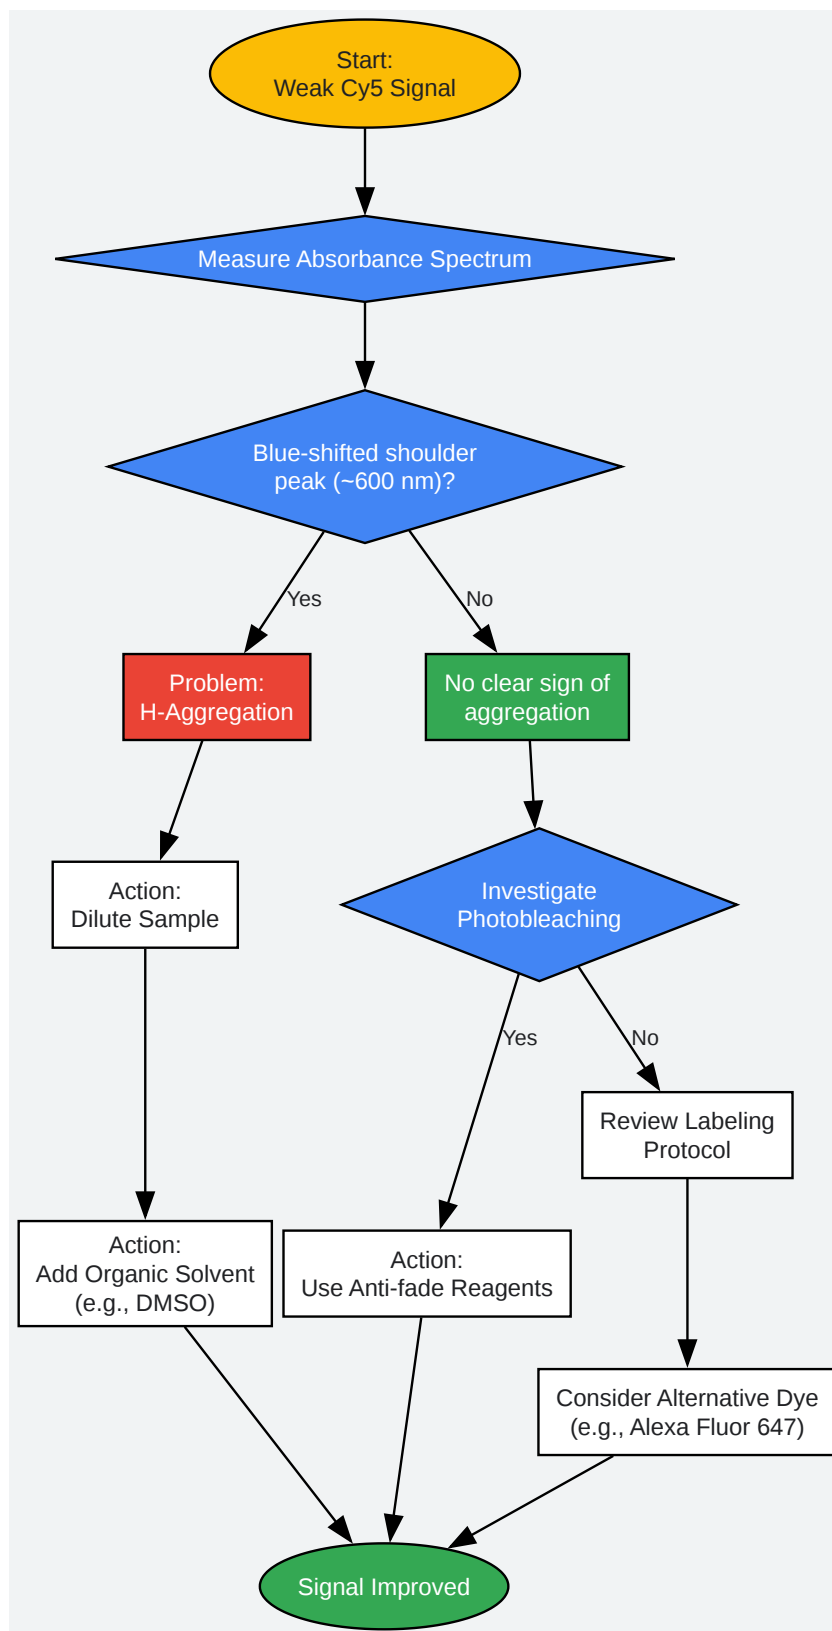 Start:
Weak Cy5 Signal
Measure Absorbance Spectrum
Blue-shifted shoulder
peak (~600 nm)?
Yes
No
Problem:
H-Aggregation
No clear sign of
aggregation
Action:
Dilute Sample
Investigate
Photobleaching
Yes
No
Review Labeling
Protocol
Action:
Add Organic Solvent
(e.g., DMSO)
Action:
Use Anti-fade Reagents
Consider Alternative Dye
(e.g., Alexa Fluor 647)
Signal Improved